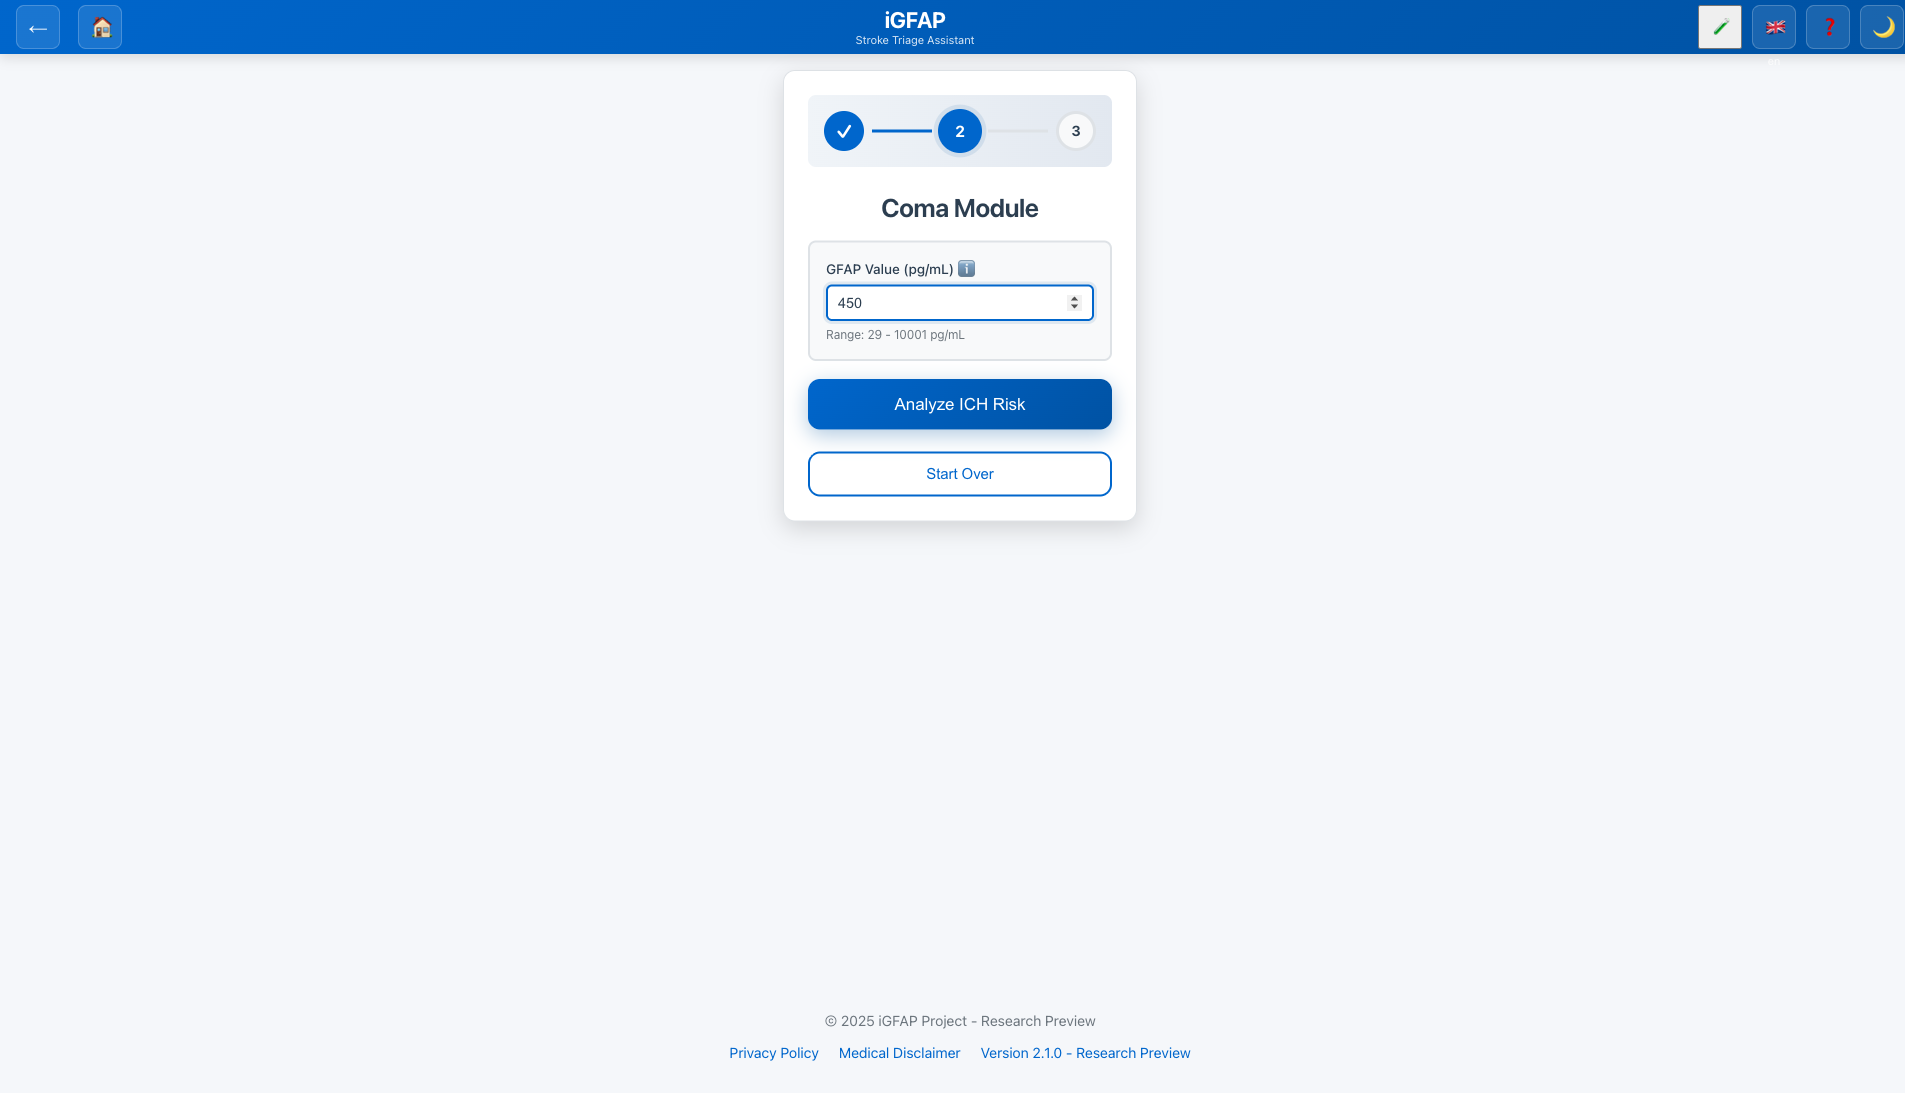 iGFAP
Stroke Triage Assistant
2
3
Coma Module
GFAP Value (pg/mL)
450
Range: 29 - 10001 pg/mL
Analyze ICH Risk
Start Over
© 2025 iGFAP Project - Research Preview
Privacy Policy Medical Disclaimer Version 2.1.0 - Research Preview